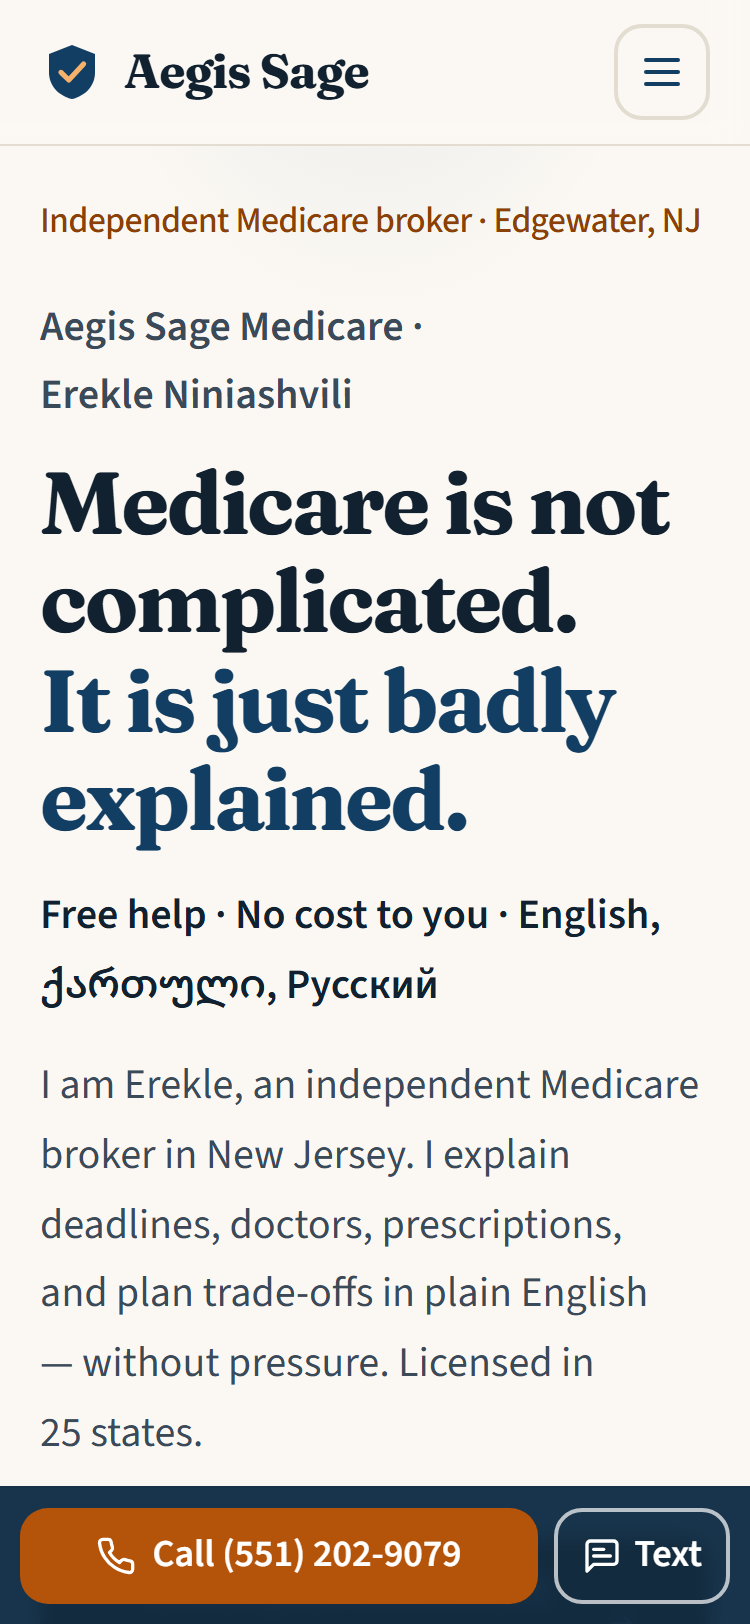 Aegis Sage
Independent Medicare broker · Edgewater, NJ
Aegis Sage Medicare ·
Erekle Niniashvili
Medicare is not
complicated.
It is just badly
explained.
Free help · No cost to you · English,
ქართული, Русский
I am Erekle, an independent Medicare
broker in New Jersey. I explain
deadlines, doctors, prescriptions,
and plan trade-offs in plain English
— without pressure. Licensed in
25 states.
Call (551) 202-9079
Text